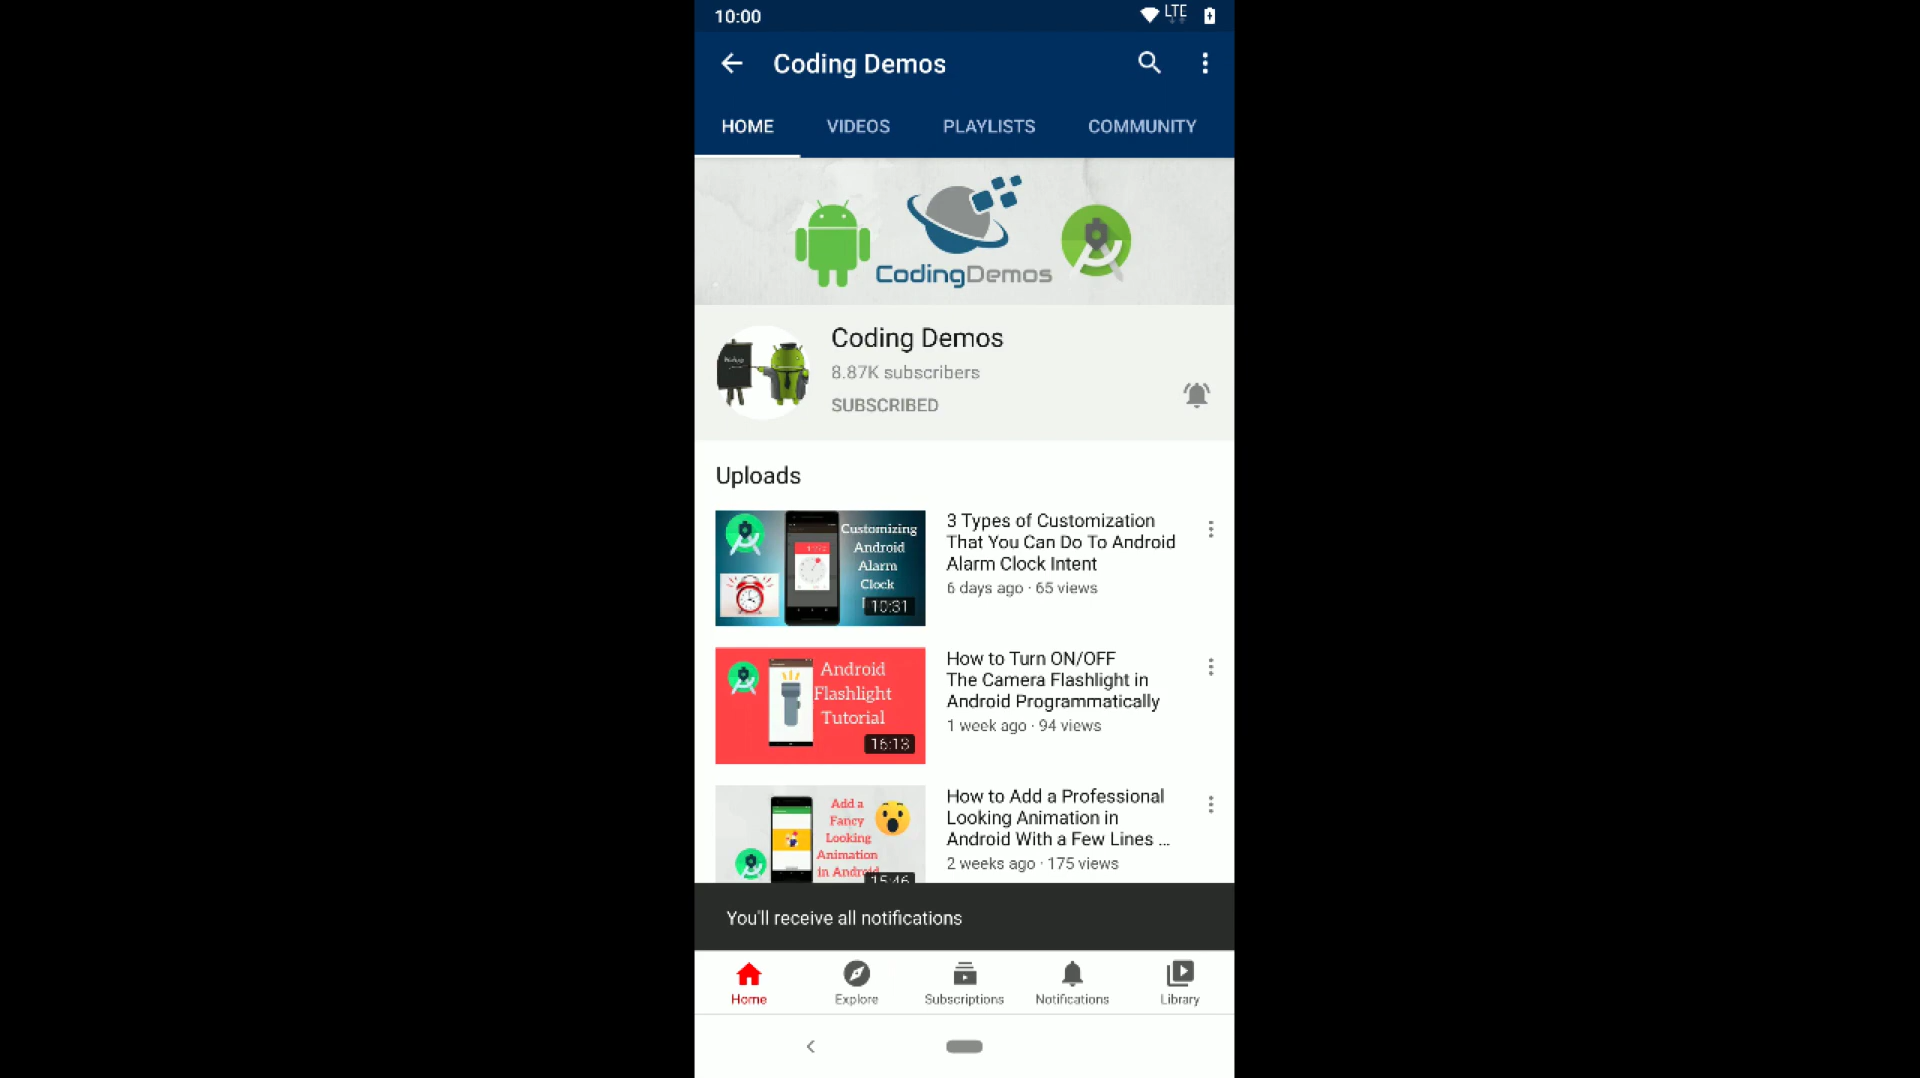 10:00
LTE
Coding Demos
HOME
VIDEOS
PLAYLISTS
COMMUNITY
CodingDemos
Coding Demos
8.87K subscribers
SUBSCRIBED
Uploads
Customizing
Android
Alarm
Clock
10:31
3 Types of Customization
That You Can Do To Android
Alarm Clock Intent
6 days ago · 65 views
Android
Flashlight
Tutorial
16:13
How to Turn ON/OFF
The Camera Flashlight in
Android Programmatically
1 week ago · 94 views
Add a
Fancy
Looking
Animation
in Android
15:46
How to Add a Professional
Looking Animation in
Android With a Few Lines ...
2 weeks ago · 175 views
You'll receive all notifications
Home
Explore
Subscriptions
Notifications
Library